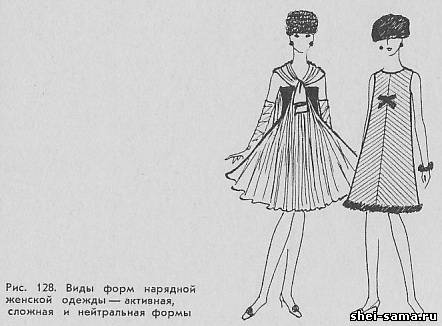 Рис. 128. Виды форм нарядной
женской одежды — активная,
сложная и нейтральная формы
shei-sama.ru